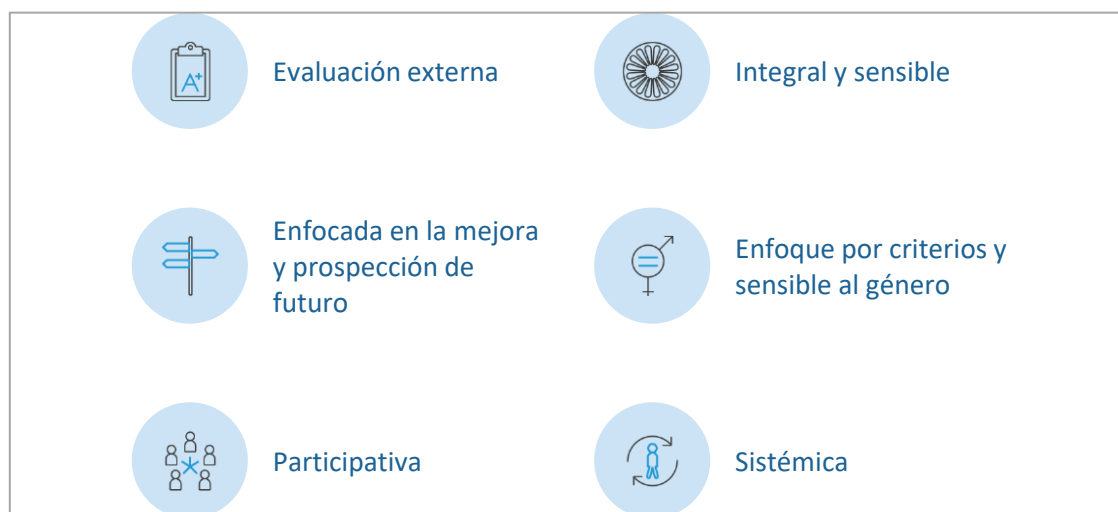 A+
Evaluación externa
Integral y sensible
Enfocada en la mejora
y prospección de
futuro
Enfoque por criterios y
sensible al género
Participativa
Sistémica